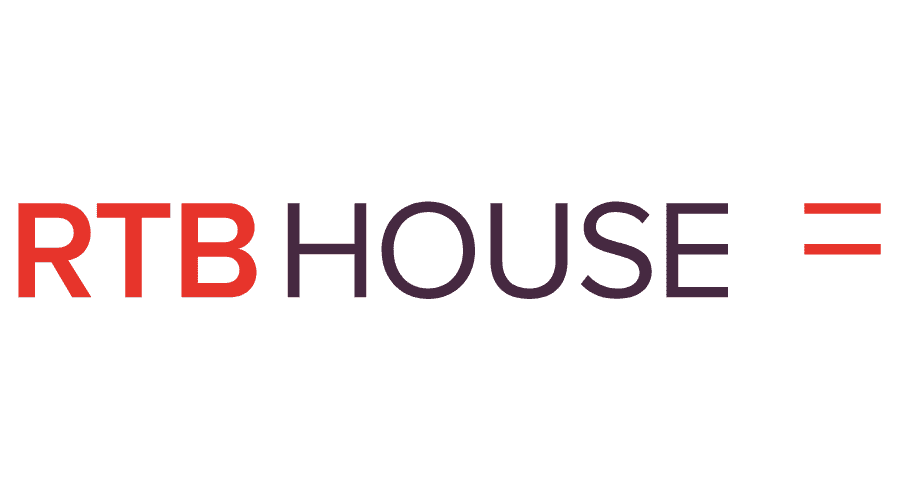 RTB HOUSE =